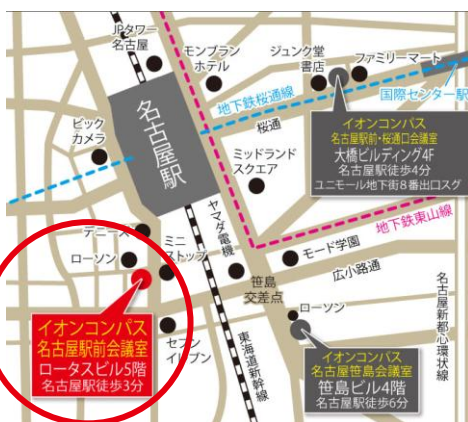 JPタワー
名古屋
モンブラン
ホテル
ジュンク堂
書店
ファミリーマート
国際センター駅
地下鉄桜通線
桜通
ビック
カメラ
名古屋駅
イオンコンパス
名古屋駅前・桜通口会議室
大橋ビルディング4F
名古屋駅徒歩4分
ユニモール地下街8番出口スグ
ミッドランド
スクエア
地下鉄東山線
デニーズ
ローソン
ミニ
ストップ
ヤマダ電機
モード学園
広小路通
笹島
交差点
ローソン
名古屋新都心環状線
イオンコンパス
名古屋駅前会議室
ロータスビル5階
名古屋駅徒歩3分
セブン
イレブン
東海道新幹線
イオンコンパス
名古屋笹島会議室
笹島ビル4階
名古屋駅徒歩6分